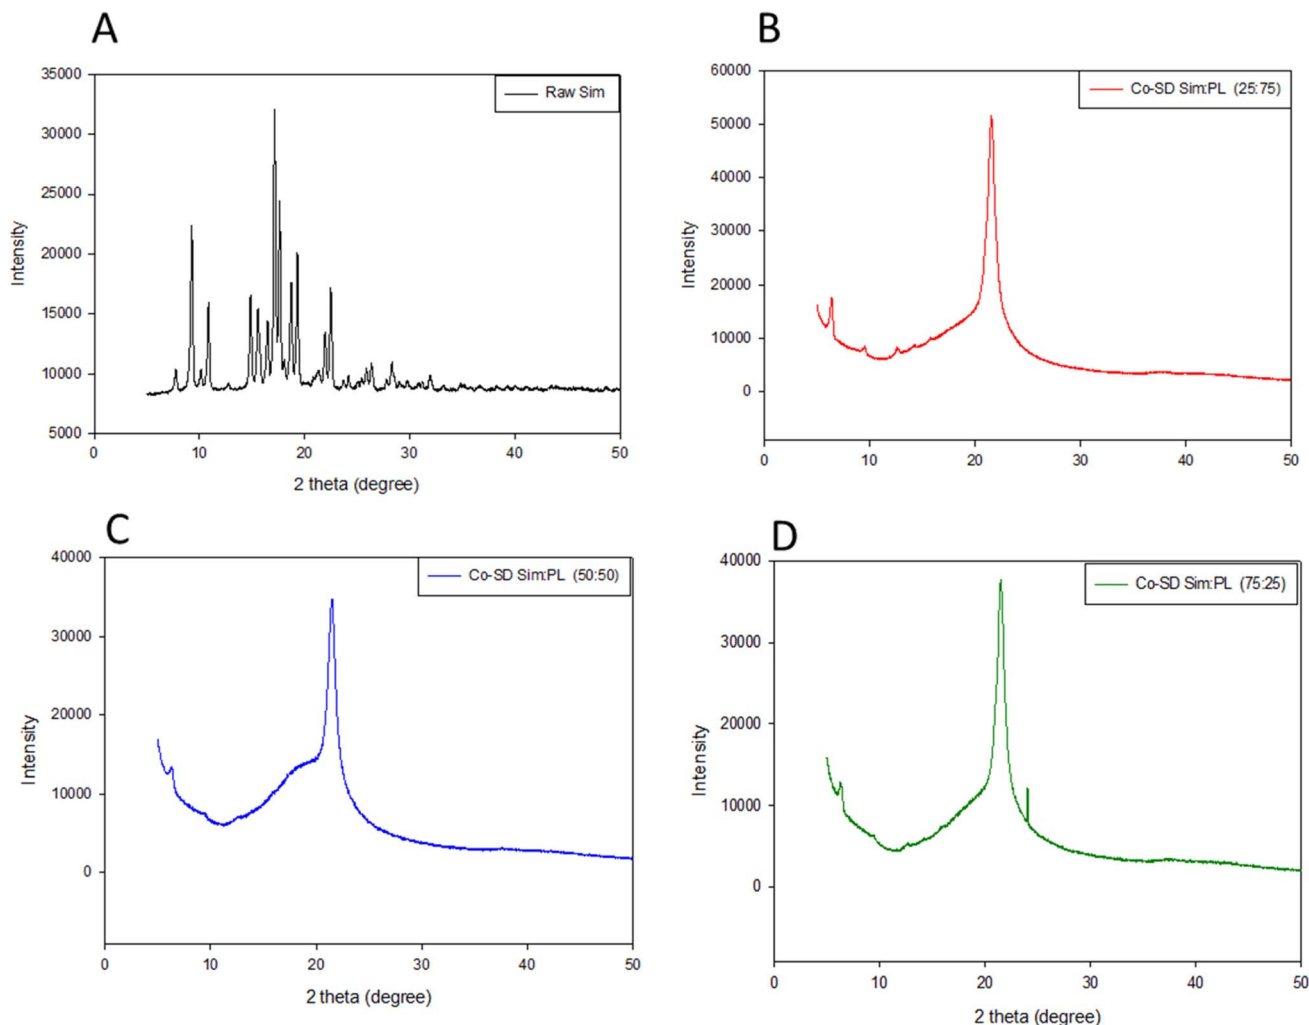 A
35000
30000
25000
20000
15000
10000
5000
Intensity
Raw Sim
0 10 20 30 40 50
2 theta (degree)
B
60000
50000
40000
30000
20000
10000
0
Intensity
Co-SD Sim:PL (25:75)
0 10 20 30 40 50
C
40000
30000
20000
10000
0
Intensity
Co-SD Sim:PL (50:50)
0 10 20 30 40 50
2 theta (degree)
D
40000
30000
20000
10000
0
Intensity
Co-SD Sim:PL (75:25)
0 10 20 30 40 50
2 theta (degree)